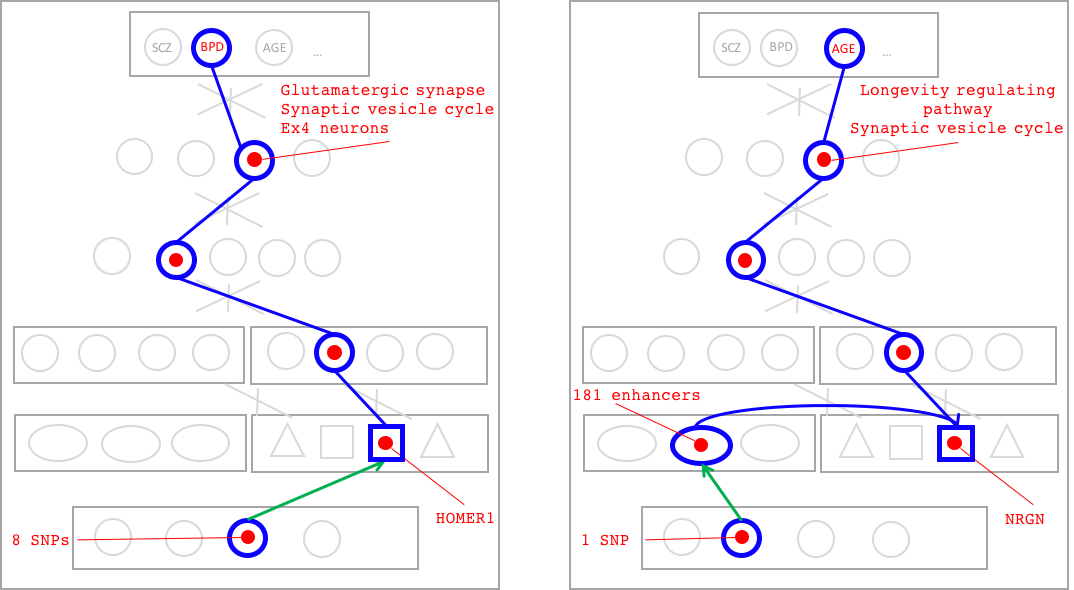 SCZ BPD AGE ...
Glutamatergic synapse
Synaptic vesicle cycle
Ex4 neurons
HOMER1
8 SNPs
SCZ BPD AGE ...
Longevity regulating
pathway
Synaptic vesicle cycle
181 enhancers
NRGN
1 SNP